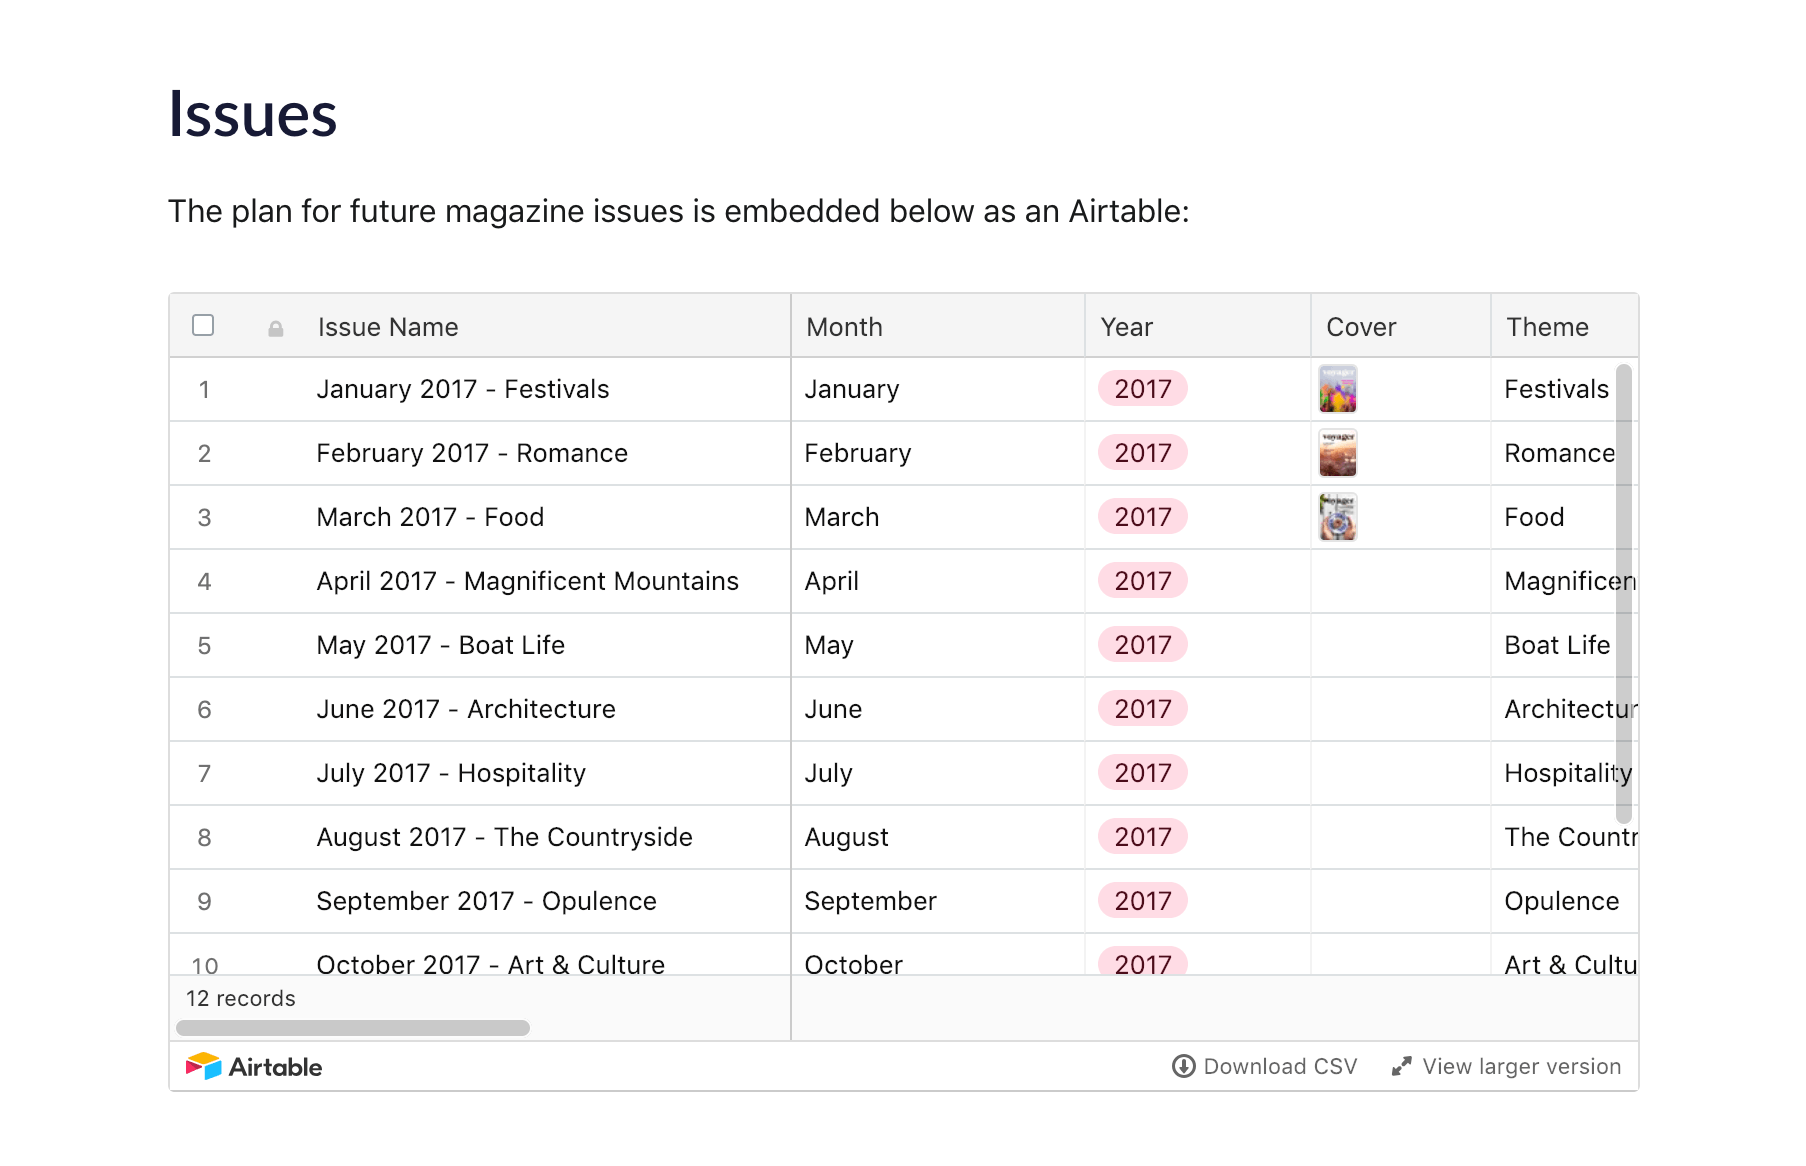 Issues
The plan for future magazine issues is embedded below as an Airtable:
Issue Name Month Year Cover Theme
1 January 2017 - Festivals January 2017 voyager Festivals
2 February 2017 - Romance February 2017 voyager Romance
3 March 2017 - Food March 2017 voyager Food
4 April 2017 - Magnificent Mountains April 2017 Magnificen
5 May 2017 - Boat Life May 2017 Boat Life
6 June 2017 - Architecture June 2017 Architectur
7 July 2017 - Hospitality July 2017 Hospitality
8 August 2017 - The Countryside August 2017 The Countr
9 September 2017 - Opulence September 2017 Opulence
10 October 2017 - Art & Culture October 2017 Art & Cultu
12 records
Airtable Download CSV View larger version